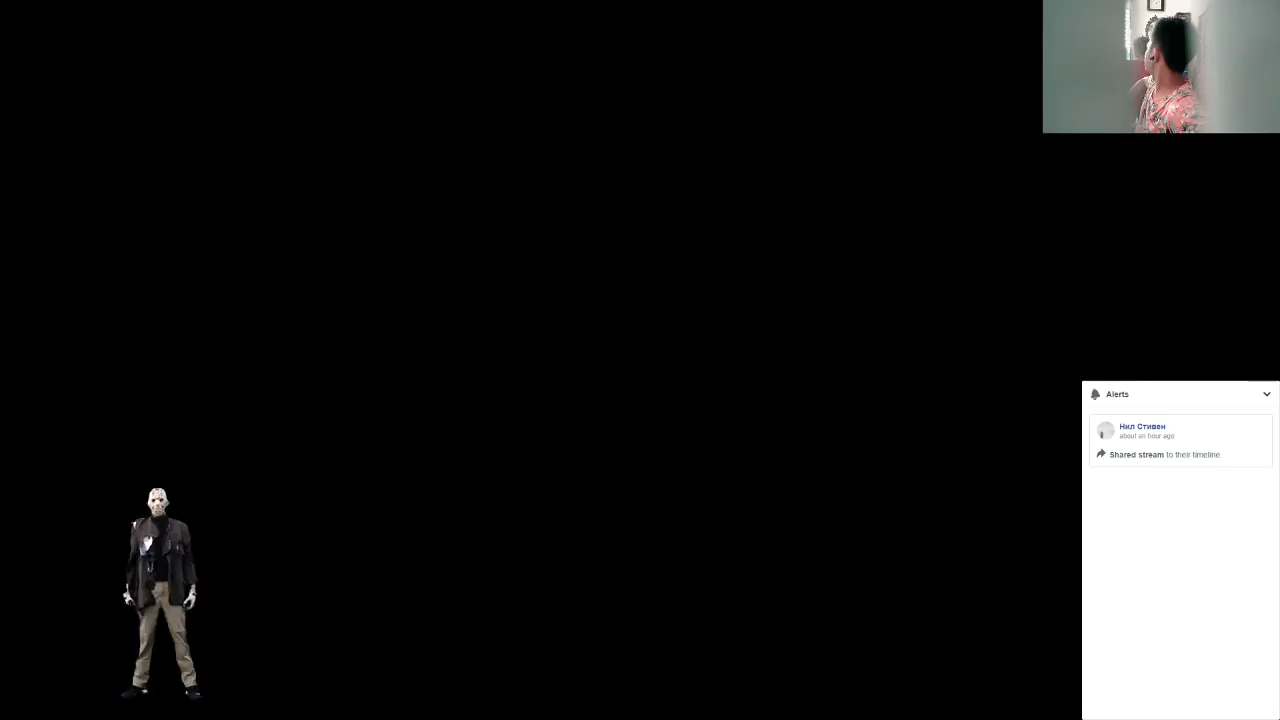 Alerts
Нил Стивен
about an hour ago
Shared stream to their timeline